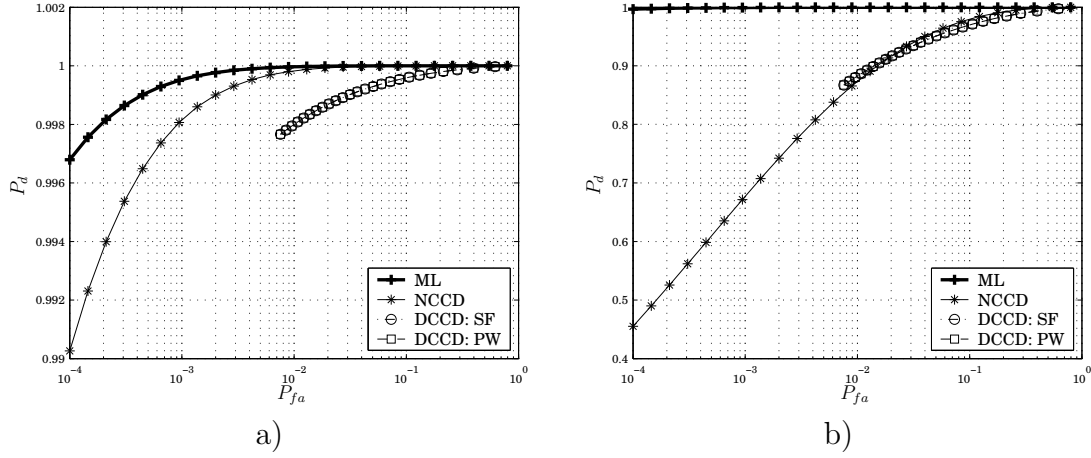 1.002
1
0.998
0.996
0.994
0.992
0.99
P_d
10^−4
10^−3
10^−2
10^−1
10^0
P_fa
ML
NCCD
DCCD: SF
DCCD: PW
a)
1
0.9
0.8
0.7
0.6
0.5
0.4
P_d
10^−4
10^−3
10^−2
10^−1
10^0
P_fa
ML
NCCD
DCCD: SF
DCCD: PW
b)